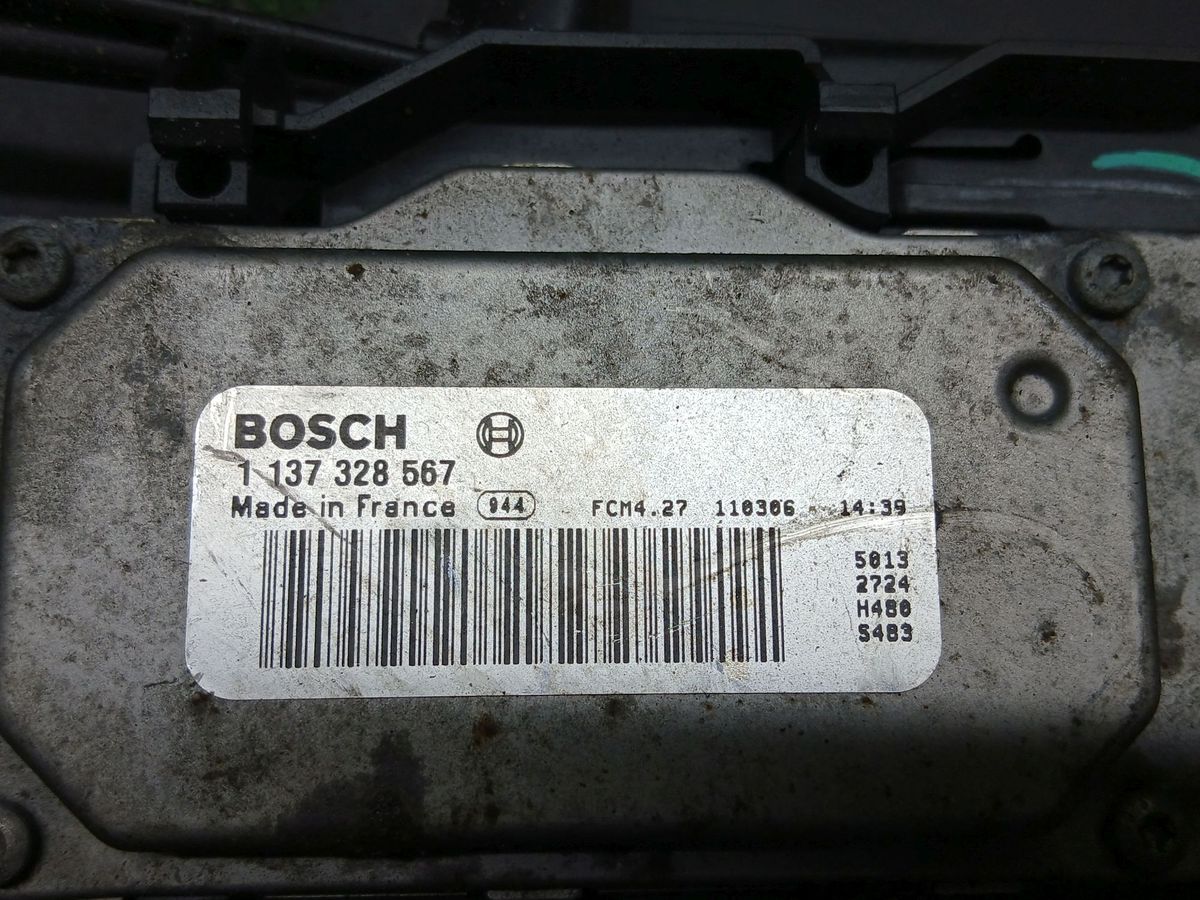 BOSCH
1 137 328 567
Made in France 944 FCM4.27 110306 14:39
5013
2724
H480
S483